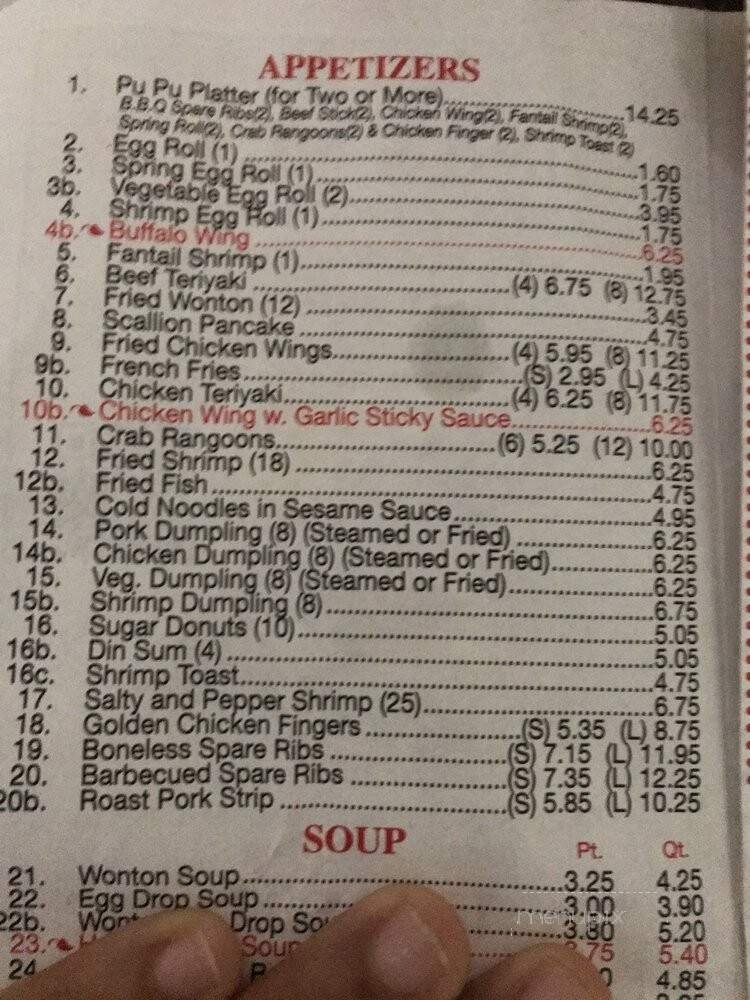 APPETIZERS
1. Pu Pu Platter (for Two or More)..........14.25
B.B.Q Spare Ribs(2), Beef Stick(2), Chicken Wing(2), Fantail Shrimp(2),
Spring Roll(2), Crab Rangoons(2) & Chicken Finger (2), Shrimp Toast (2)
2. Egg Roll (1) ..........1.60
3. Spring Egg Roll (1)..........1.75
3b. Vegetable Egg Roll (2)..........3.95
4. Shrimp Egg Roll (1)..........1.75
4b. Buffalo Wing ..........6.25
5. Fantail Shrimp (1)..........1.95
6. Beef Teriyaki ..........(4) 6.75 (8) 12.75
7. Fried Wonton (12) ..........3.45
8. Scallion Pancake ..........4.75
9. Fried Chicken Wings..........(4) 5.95 (8) 11.25
9b. French Fries..........(S) 2.95 (L) 4.25
10. Chicken Teriyaki..........(4) 6.25 (8) 11.75
10b. Chicken Wing w. Garlic Sticky Sauce..........6.25
11. Crab Rangoons..........(6) 5.25 (12) 10.00
12. Fried Shrimp (18) ..........6.25
12b. Fried Fish ..........4.75
13. Cold Noodles in Sesame Sauce..........4.95
14. Pork Dumpling (8) (Steamed or Fried) ..........6.25
14b. Chicken Dumpling (8) (Steamed or Fried)..........6.25
15. Veg. Dumpling (8) (Steamed or Fried)..........6.25
15b. Shrimp Dumpling (8)..........6.75
16. Sugar Donuts (10)..........5.05
16b. Din Sum (4) ..........5.05
16c. Shrimp Toast..........4.75
17. Salty and Pepper Shrimp (25)..........6.75
18. Golden Chicken Fingers ..........(S) 5.35 (L) 8.75
19. Boneless Spare Ribs ..........(S) 7.15 (L) 11.95
20. Barbecued Spare Ribs ..........(S) 7.35 (L) 12.25
20b. Roast Pork Strip ..........(S) 5.85 (L) 10.25
SOUP Pt. Qt.
21. Wonton Soup..........3.25 4.25
22. Egg Drop Soup..........3.00 3.90
22b. Drop 3.80 5.20
23. Soup 5.40
24 4.85
menupix